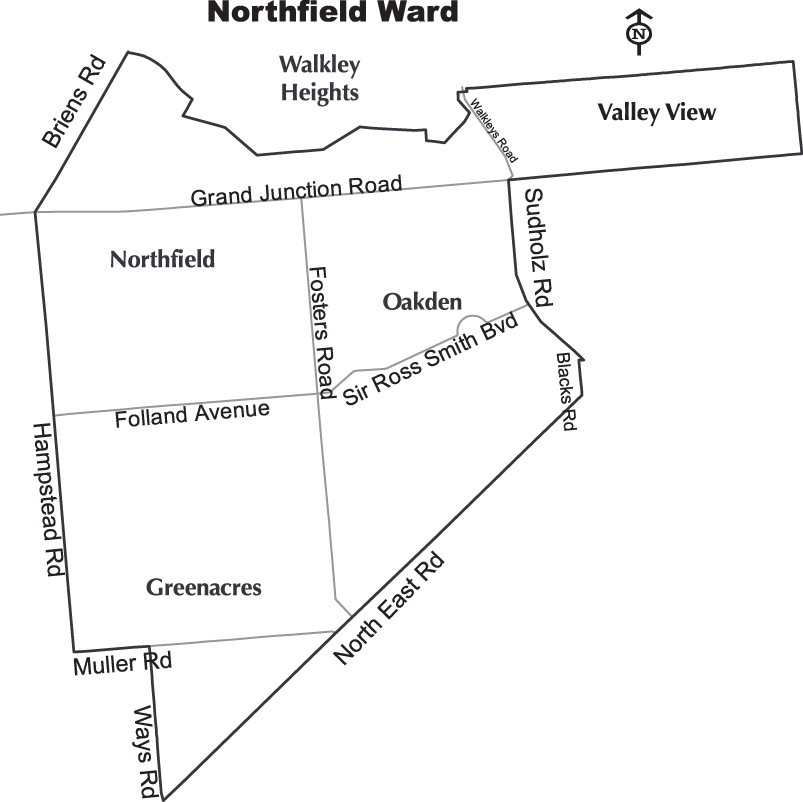 Northfield Ward
N
Walkley
Heights
Briens Rd
Valley View
Walkleys Road
Grand Junction Road
Sudholz Rd
Northfield
Oakden
Fosters Road
Sir Ross Smith Bvd
Blacks Rd
Folland Avenue
Hampstead Rd
Greenacres
North East Rd
Muller Rd
Ways Rd